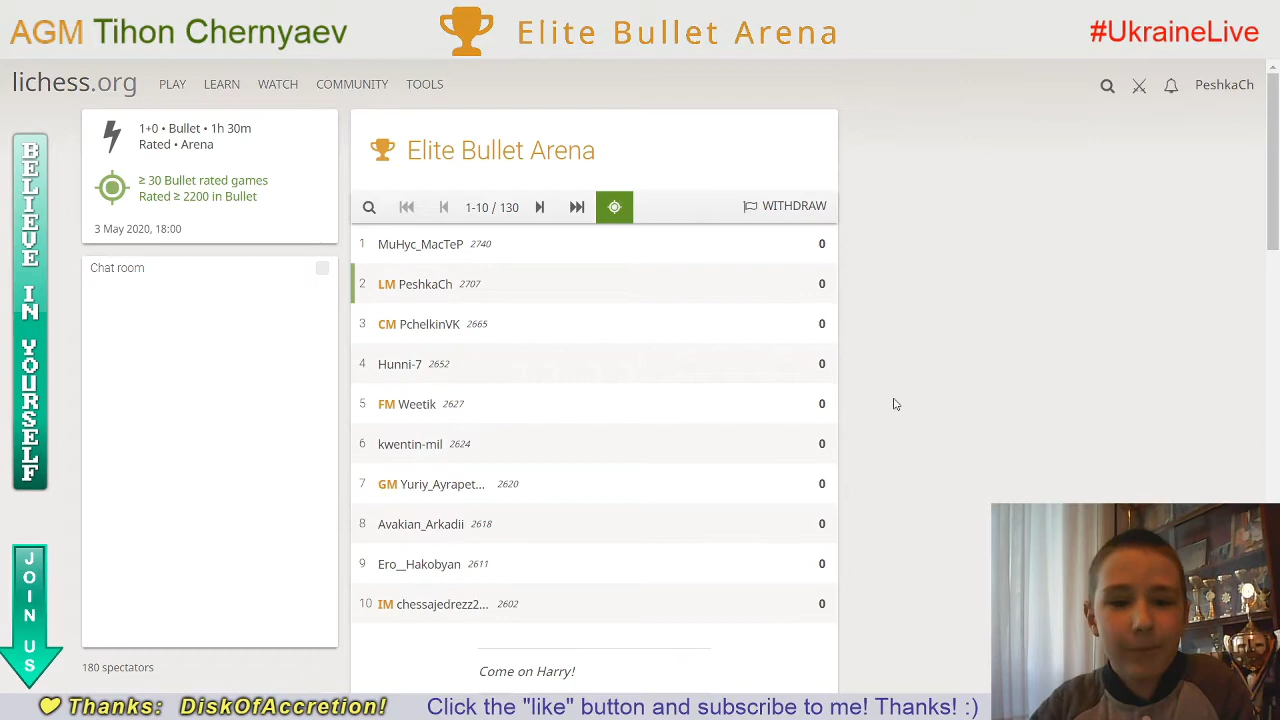 AGM Tihon Chernyaev
Elite Bullet Arena
#UkraineLive
lichess.org
PLAY
LEARN
WATCH
COMMUNITY
TOOLS
PeshkaCh
BELIEVE IN YOURSELF
JOIN US
1+0 • Bullet • 1h 30m
Rated • Arena
≥ 30 Bullet rated games
Rated ≥ 2200 in Bullet
3 May 2020, 18:00
Chat room
180 spectators
Elite Bullet Arena
1-10 / 130
WITHDRAW
1 MuHyc_MacTeP 2740 0
2 LM PeshkaCh 2707 0
3 CM PchelkinVK 2665 0
4 Hunni-7 2652 0
5 FM Weetik 2627 0
6 kwentin-mil 2624 0
7 GM Yuriy_Ayrapet... 2620 0
8 Avakian_Arkadii 2618 0
9 Ero__Hakobyan 2611 0
10 IM chessajedrezz2... 2602 0
Come on Harry!
Thanks: DiskOfAccretion!
Click the "like" button and subscribe to me! Thanks! :)